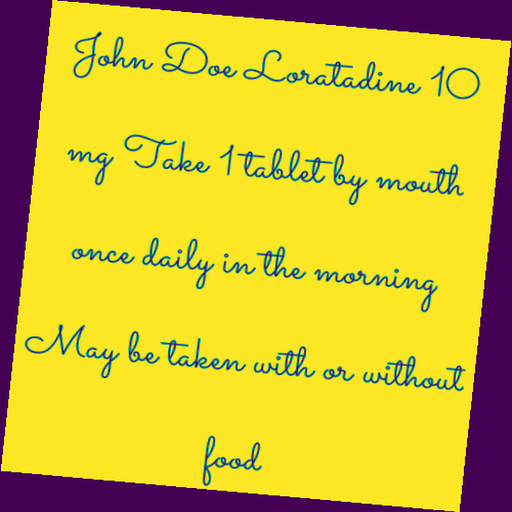 John Doe Loratadine 10
mg Take 1 tablet by mouth
once daily in the morning
May be taken with or without
food